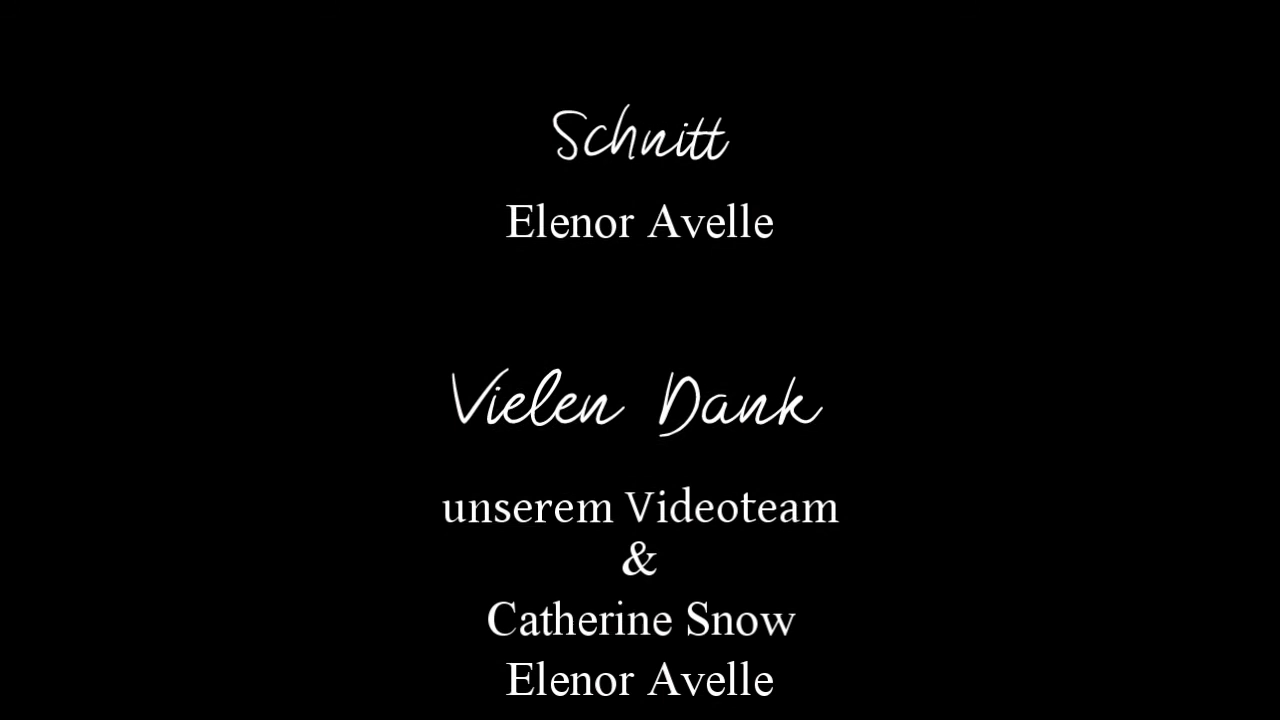 Schnitt
Elenor Avelle
Vielen Dank
unserem Videoteam
&
Catherine Snow
Elenor Avelle